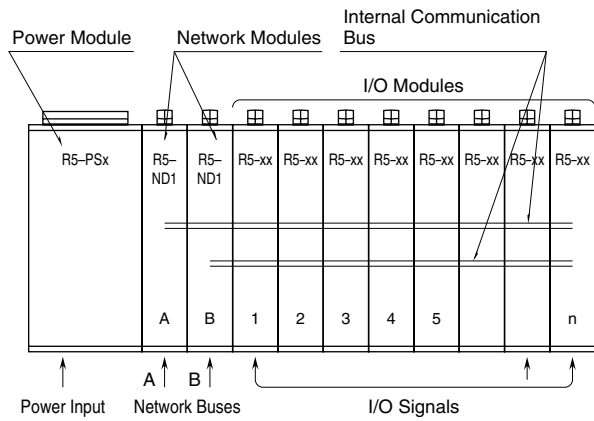 Internal Communication
Bus
Power Module
Network Modules
I/O Modules
R5–PSx
R5–
ND1
R5–
ND1
R5-xx
R5-xx
R5-xx
R5-xx
R5-xx
R5-xx
R5-xx
R5-xx
A
B
1
2
3
4
5
n
A
B
Power Input
Network Buses
I/O Signals